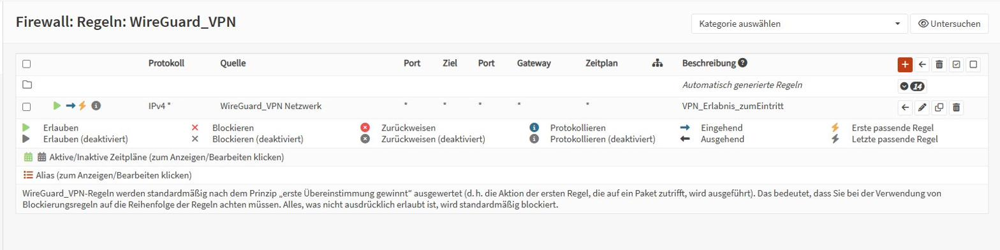 Firewall: Regeln: WireGuard_VPN
Kategorie auswählen
Untersuchen
Protokoll Quelle Port Ziel Port Gateway Zeitplan Beschreibung ?
Automatisch generierte Regeln 14
IPv4 * WireGuard_VPN Netzwerk * * * * * VPN_Erlabnis_zumEintritt
Erlauben Blockieren Zurückweisen Protokollieren Eingehend Erste passende Regel
Erlauben (deaktiviert) Blockieren (deaktiviert) Zurückweisen (deaktiviert) Protokollieren (deaktiviert) Ausgehend Letzte passende Regel
Aktive/Inaktive Zeitpläne (zum Anzeigen/Bearbeiten klicken)
Alias (zum Anzeigen/Bearbeiten klicken)
WireGuard_VPN-Regeln werden standardmäßig nach dem Prinzip „erste Übereinstimmung gewinnt“ ausgewertet (d. h. die Aktion der ersten Regel, die auf ein Paket zutrifft, wird ausgeführt). Das bedeutet, dass Sie bei der Verwendung von
Blockierungsregeln auf die Reihenfolge der Regeln achten müssen. Alles, was nicht ausdrücklich erlaubt ist, wird standardmäßig blockiert.